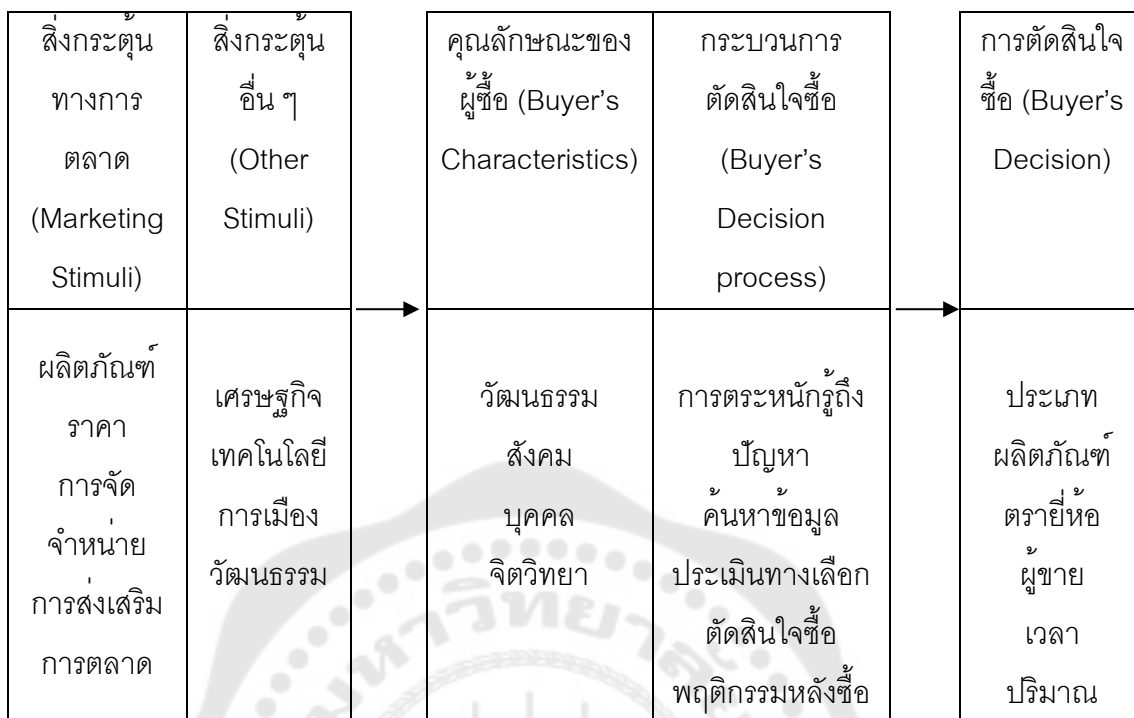 สิ่งกระตุ้น
ทางการ
ตลาด
(Marketing
Stimuli)
สิ่งกระตุ้น
อื่น ๆ
(Other
Stimuli)
คุณลักษณะของ
ผู้ซื้อ (Buyer’s
Characteristics)
กระบวนการ
ตัดสินใจซื้อ
(Buyer’s
Decision
process)
การตัดสินใจ
ซื้อ (Buyer’s
Decision)
ผลิตภัณฑ์
ราคา
การจัด
จำหน่าย
การส่งเสริม
การตลาด
เศรษฐกิจ
เทคโนโลยี
การเมือง
วัฒนธรรม
วัฒนธรรม
สังคม
บุคคล
จิตวิทยา
การตระหนักรู้ถึง
ปัญหา
ค้นหาข้อมูล
ประเมินทางเลือก
ตัดสินใจซื้อ
พฤติกรรมหลังซื้อ
ประเภท
ผลิตภัณฑ์
ตรายี่ห้อ
ผู้ขาย
เวลา
ปริมาณ